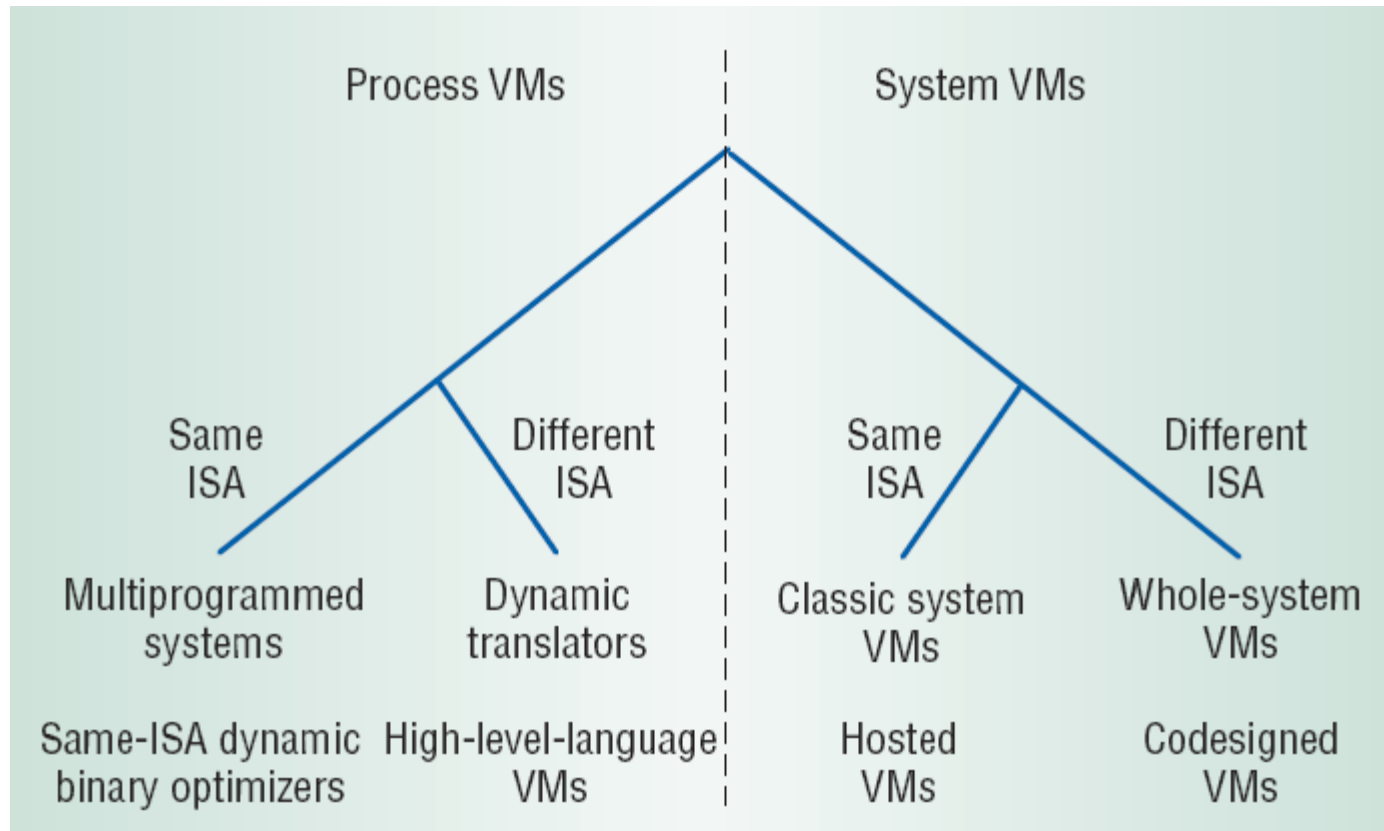 Process VMs
System VMs
Same
ISA
Different
ISA
Same
ISA
Different
ISA
Multiprogrammed
systems
Dynamic
translators
Classic system
VMs
Whole-system
VMs
Same-ISA dynamic
binary optimizers
High-level-language
VMs
Hosted
VMs
Codesigned
VMs